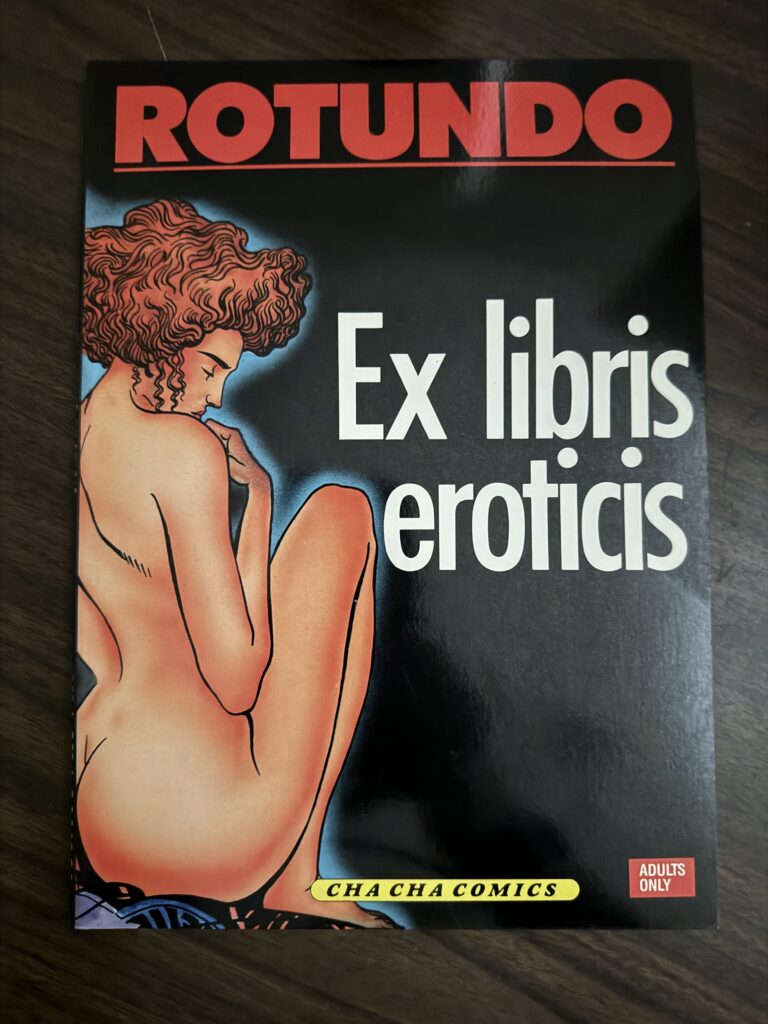 ROTUNDO
Ex libris
eroticis
CHA CHA COMICS
ADULTS
ONLY